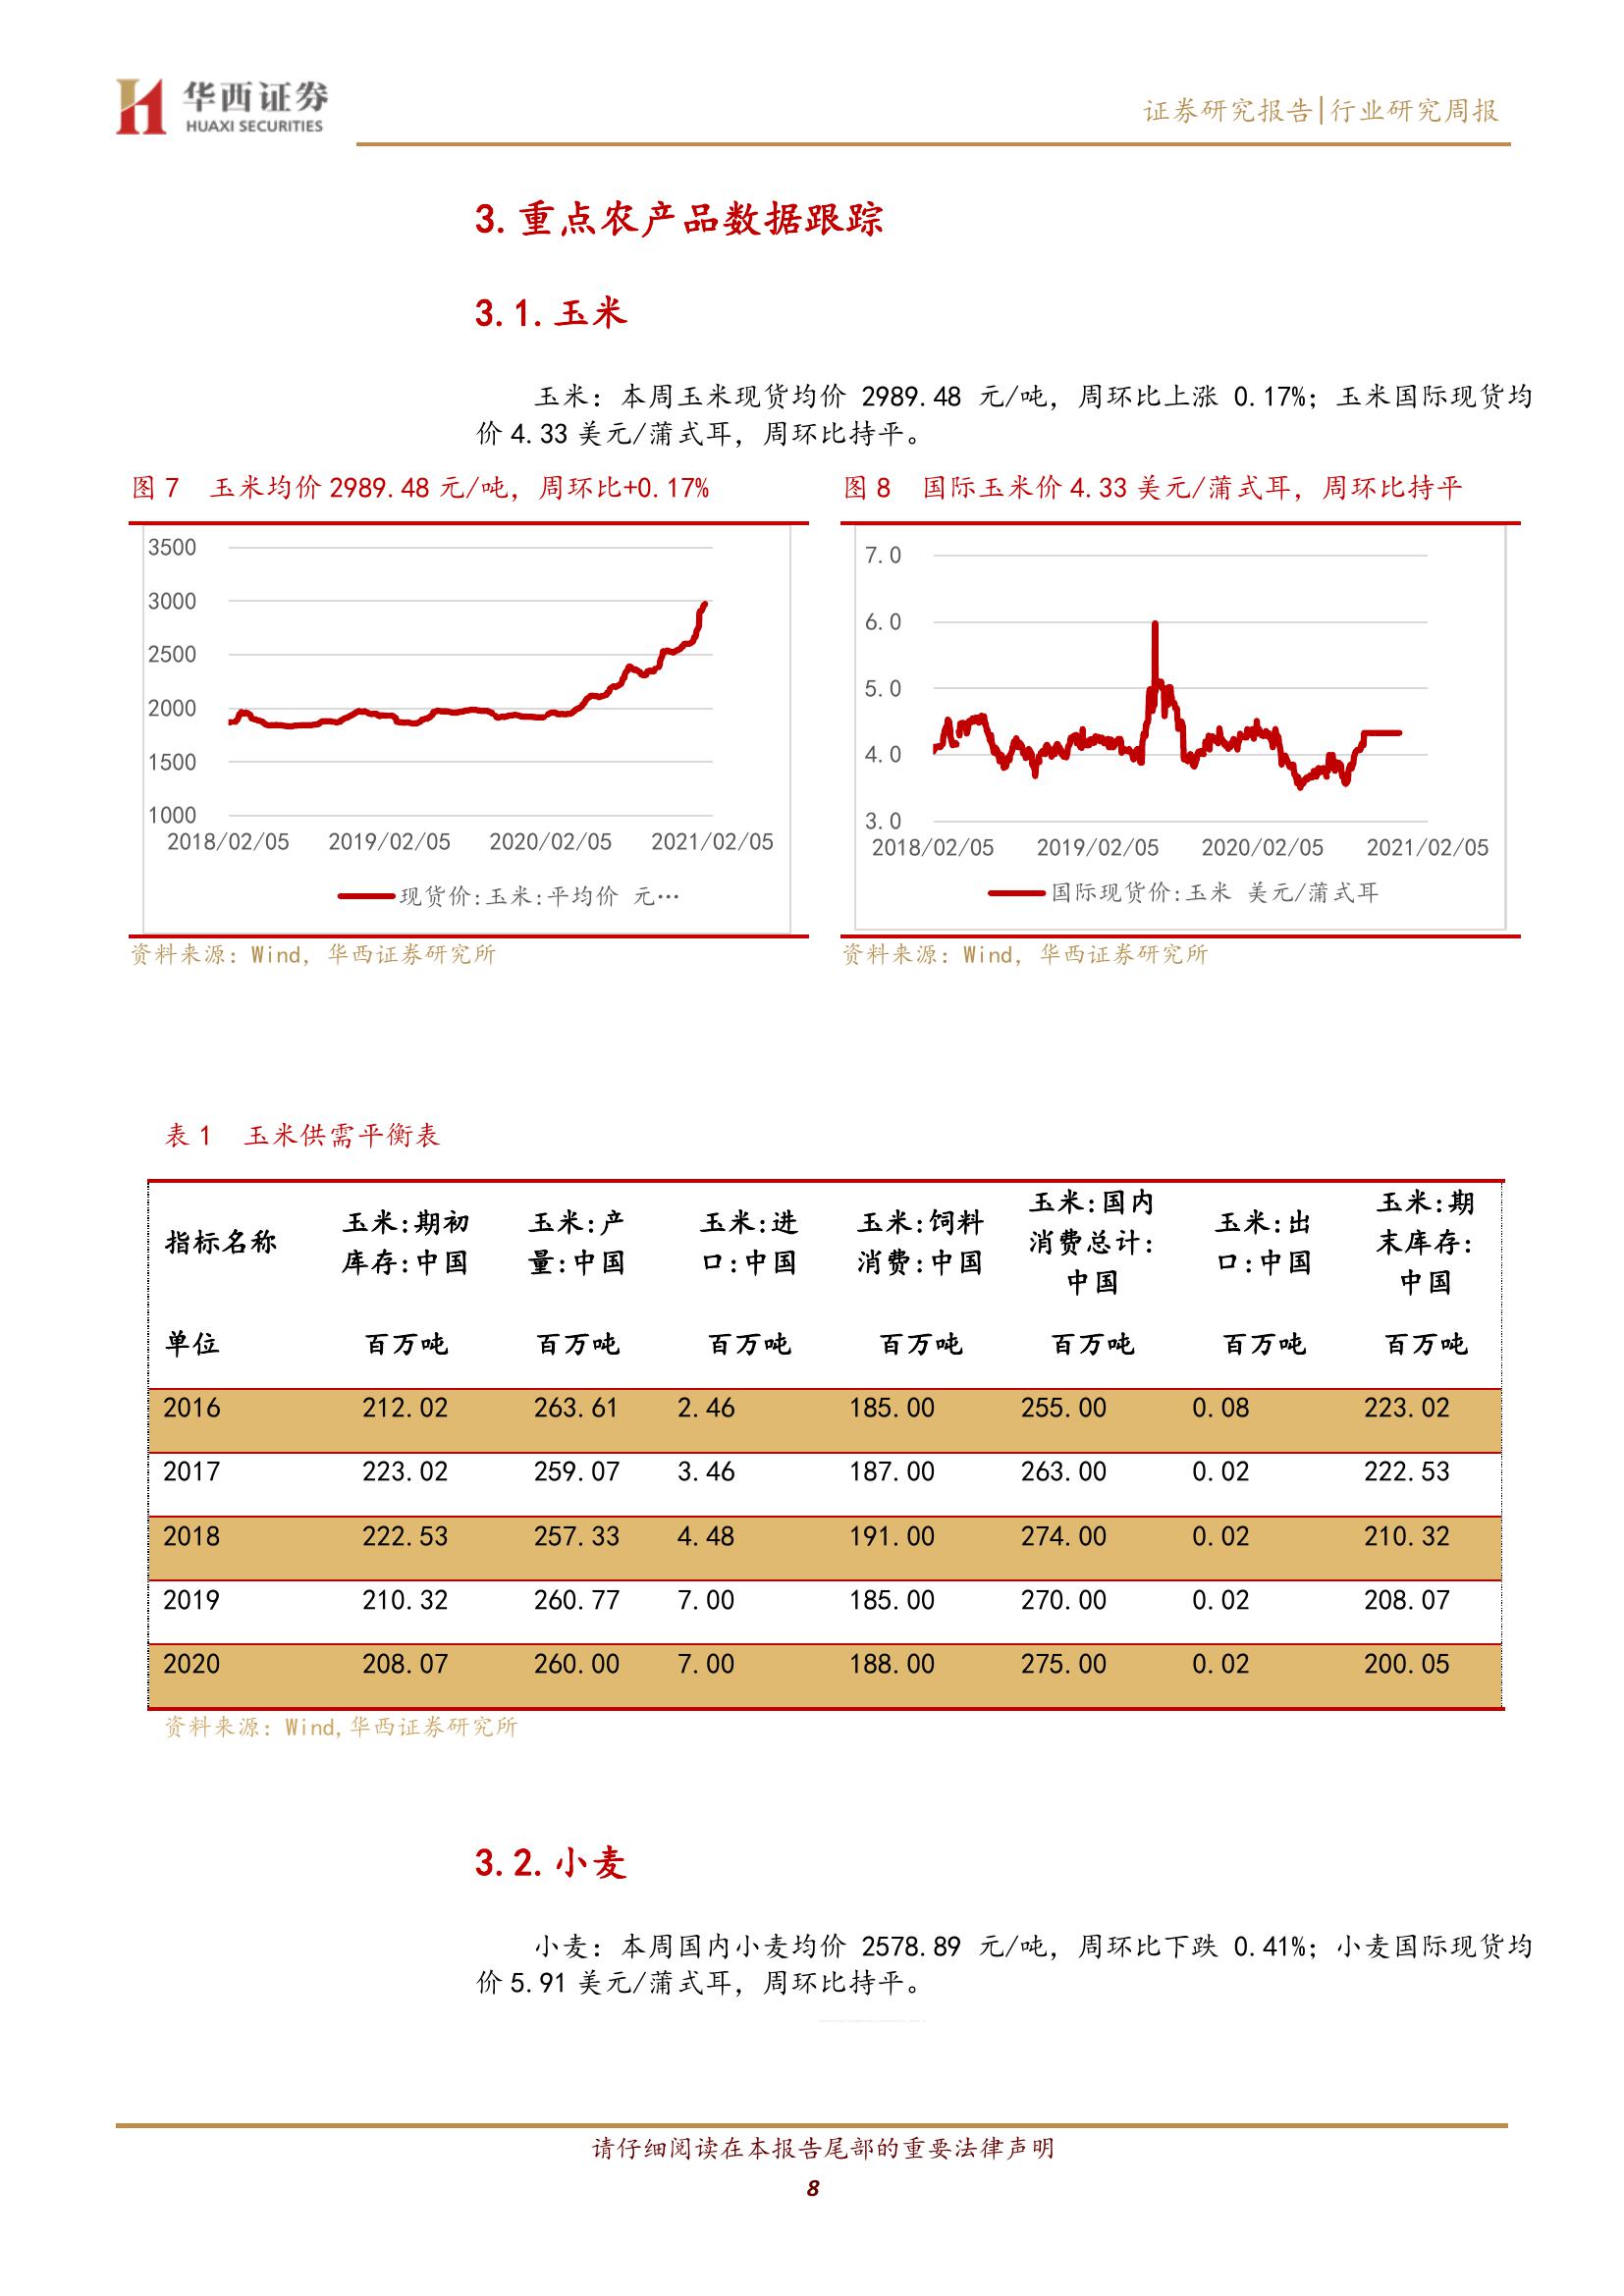 华西证券
HUAXI SECURITIES
证券研究报告|行业研究周报
3.重点农产品数据跟踪
3.1.玉米
玉米：本周玉米现货均价 2989.48 元/吨，周环比上涨 0.17%；玉米国际现货均
价 4.33 美元/蒲式耳，周环比持平。
图 7 玉米均价 2989.48 元/吨，周环比+0.17%
3500
3000
2500
2000
1500
1000
2018/02/05 2019/02/05 2020/02/05 2021/02/05
现货价:玉米:平均价 元…
资料来源：Wind，华西证券研究所
图 8 国际玉米价 4.33 美元/蒲式耳，周环比持平
7.0
6.0
5.0
4.0
3.0
2018/02/05 2019/02/05 2020/02/05 2021/02/05
国际现货价:玉米 美元/蒲式耳
资料来源：Wind，华西证券研究所
表 1 玉米供需平衡表
指标名称 玉米:期初库存:中国 玉米:产量:中国 玉米:进口:中国 玉米:饲料消费:中国 玉米:国内消费总计:中国 玉米:出口:中国 玉米:期末库存:中国
单位 百万吨 百万吨 百万吨 百万吨 百万吨 百万吨 百万吨
2016 212.02 263.61 2.46 185.00 255.00 0.08 223.02
2017 223.02 259.07 3.46 187.00 263.00 0.02 222.53
2018 222.53 257.33 4.48 191.00 274.00 0.02 210.32
2019 210.32 260.77 7.00 185.00 270.00 0.02 208.07
2020 208.07 260.00 7.00 188.00 275.00 0.02 200.05
资料来源：Wind,华西证券研究所
3.2.小麦
小麦：本周国内小麦均价 2578.89 元/吨，周环比下跌 0.41%；小麦国际现货均
价 5.91 美元/蒲式耳，周环比持平。
请仔细阅读在本报告尾部的重要法律声明
8